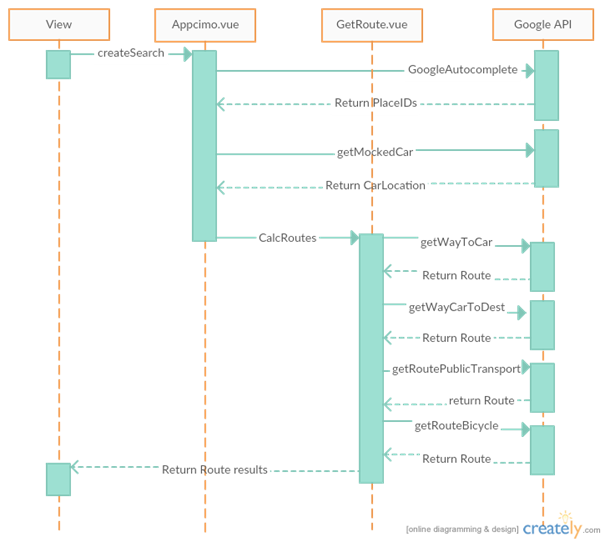 View
Appcimo.vue
GetRoute.vue
Google API
createSearch
GoogleAutocomplete
Return PlaceIDs
getMockedCar
Return CarLocation
CalcRoutes
getWayToCar
Return Route
getWayCarToDest
Return Route
getRoutePublicTransport
return Route
getRouteBicycle
Return Route
Return Route results
[online diagramming & design] creately.com